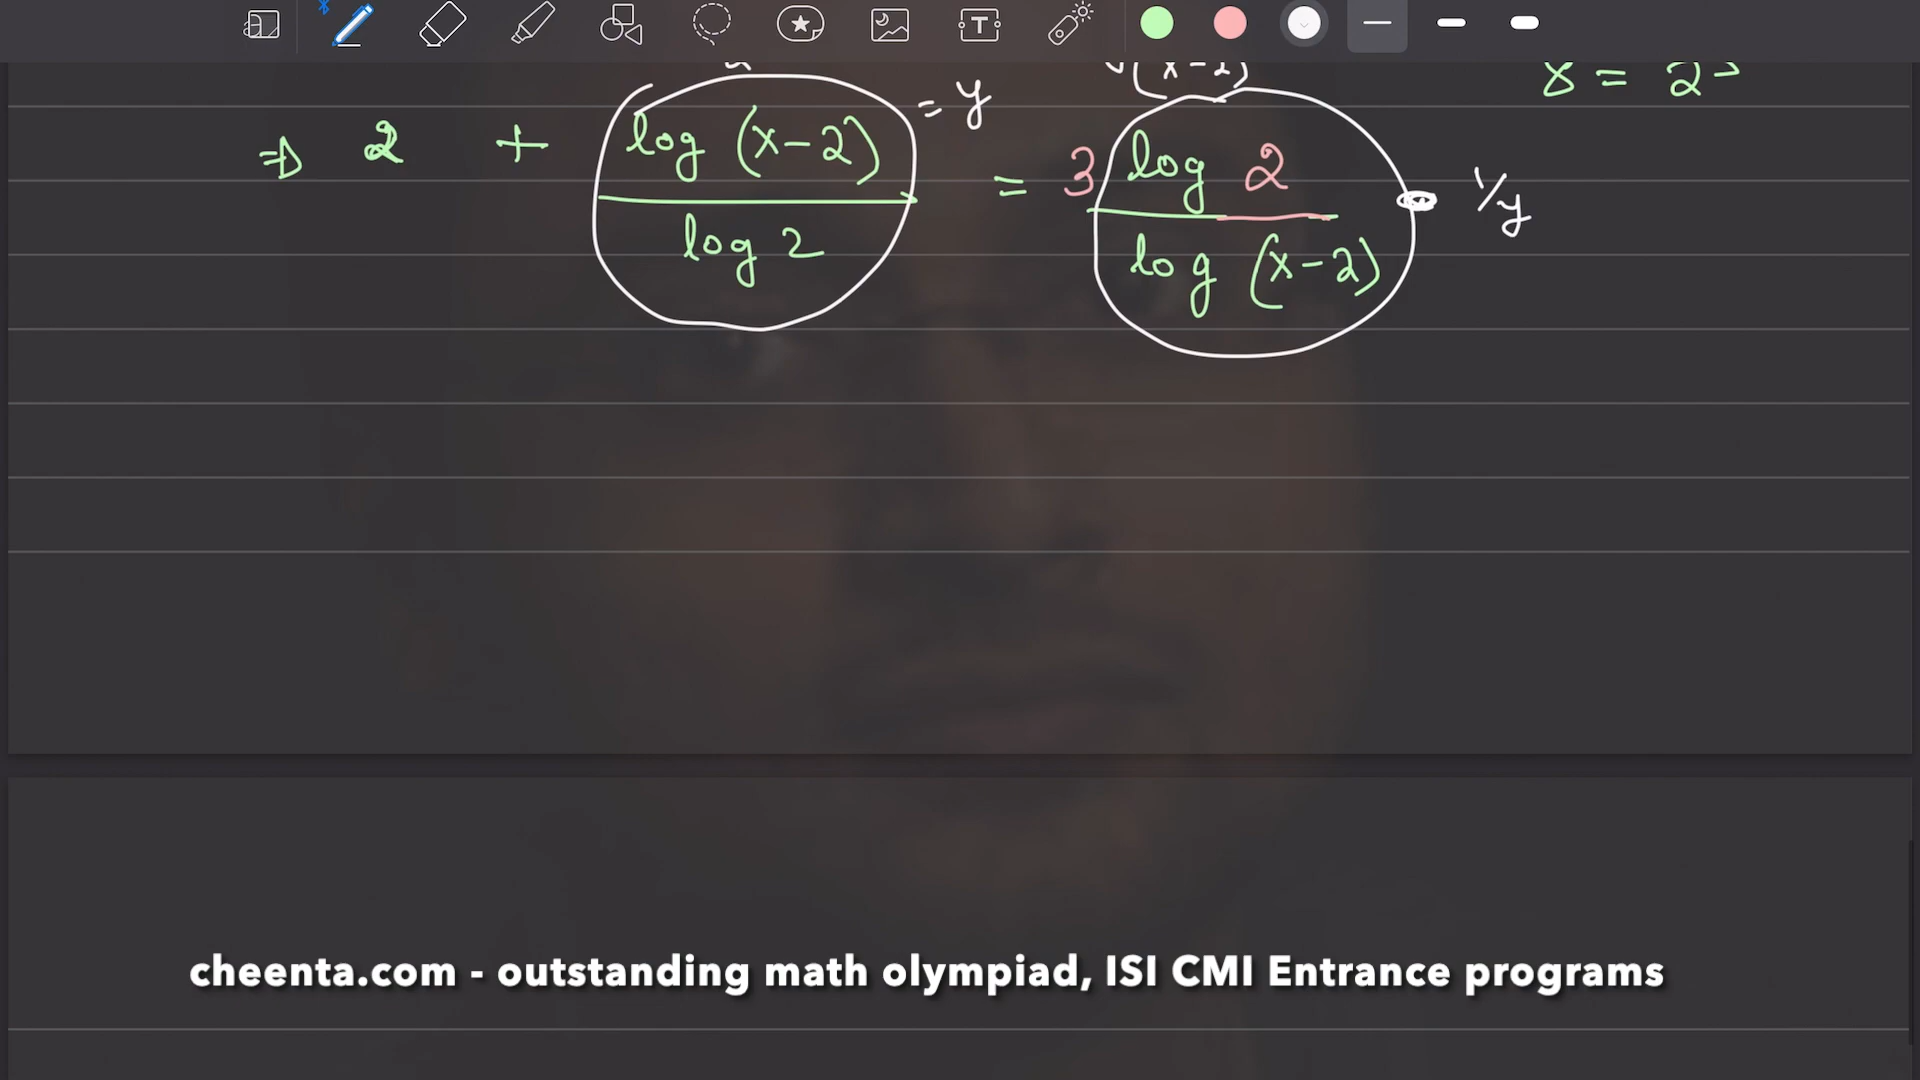 8 = 2³
⇒ 2 + log (x-2) / log 2 = y = 3 log 2 / log (x-2) 1/y
cheenta.com - outstanding math olympiad, ISI CMI Entrance programs